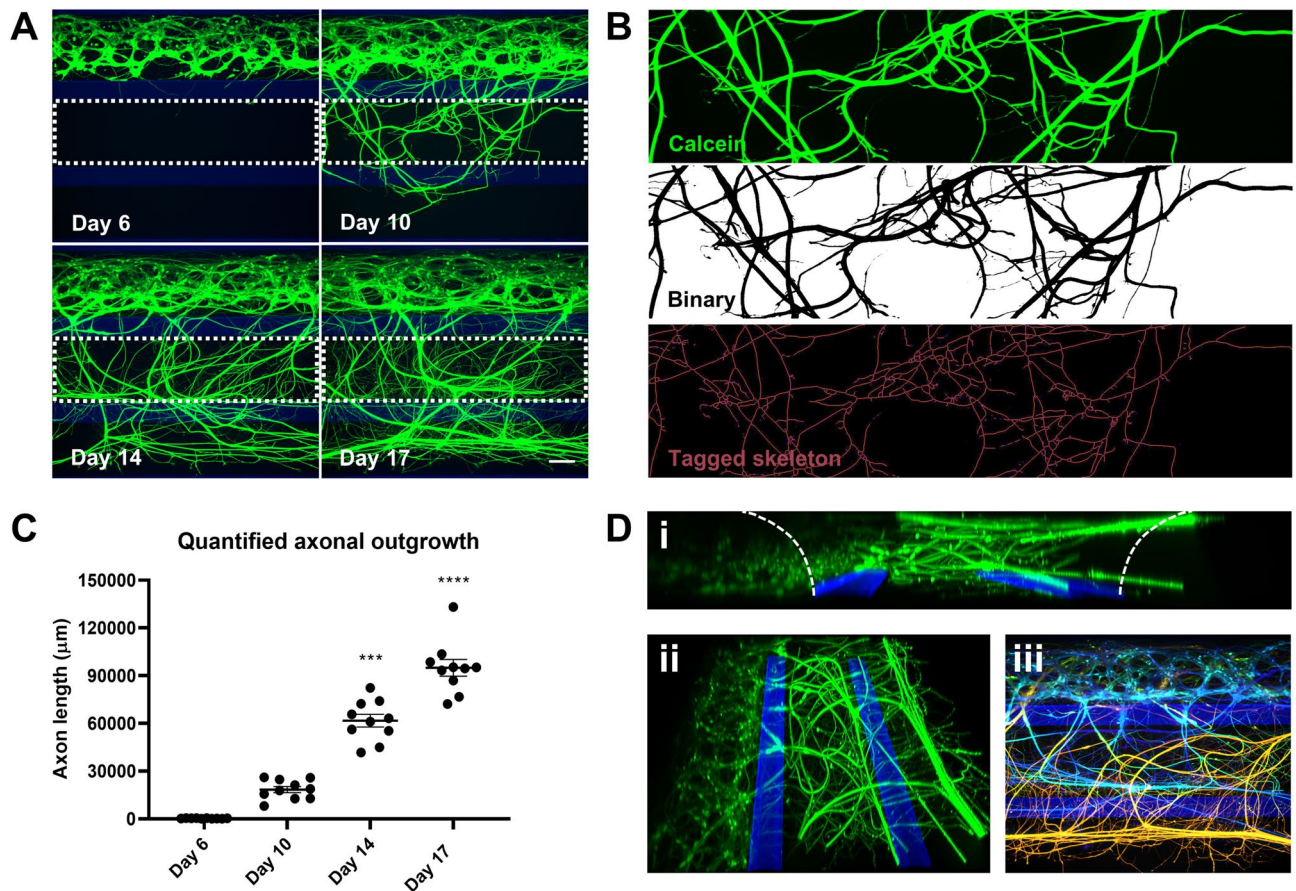 A
Day 6
Day 10
Day 14
Day 17
B
Calcein
Binary
Tagged skeleton
C
Quantified axonal outgrowth
Axon length (μm)
150000
120000
90000
60000
30000
0
***
****
Day 6
Day 10
Day 14
Day 17
D
i
ii
iii